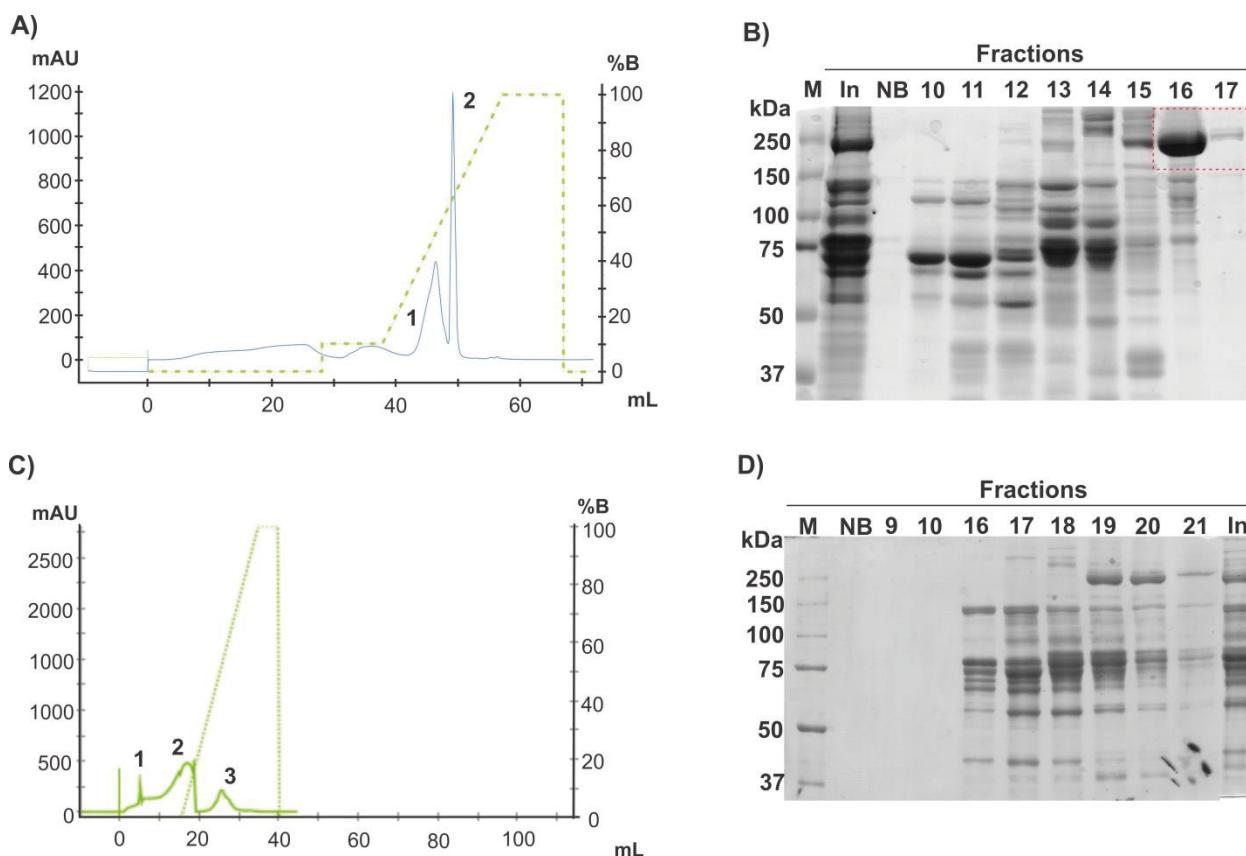 A)
mAU
%B
1200
1000
800
600
400
200
0
100
80
60
40
20
0
1
2
0 20 40 60 mL
B)
Fractions
M In NB 10 11 12 13 14 15 16 17
kDa
250
150
100
75
50
37
C)
mAU
%B
2500
2000
1000
1000
500
0
100
80
60
40
20
0
1 2 3
0 20 40 60 80 100
mL
D)
Fractions
M NB 9 10 16 17 18 19 20 21 In
kDa
250
150
100
75
50
37